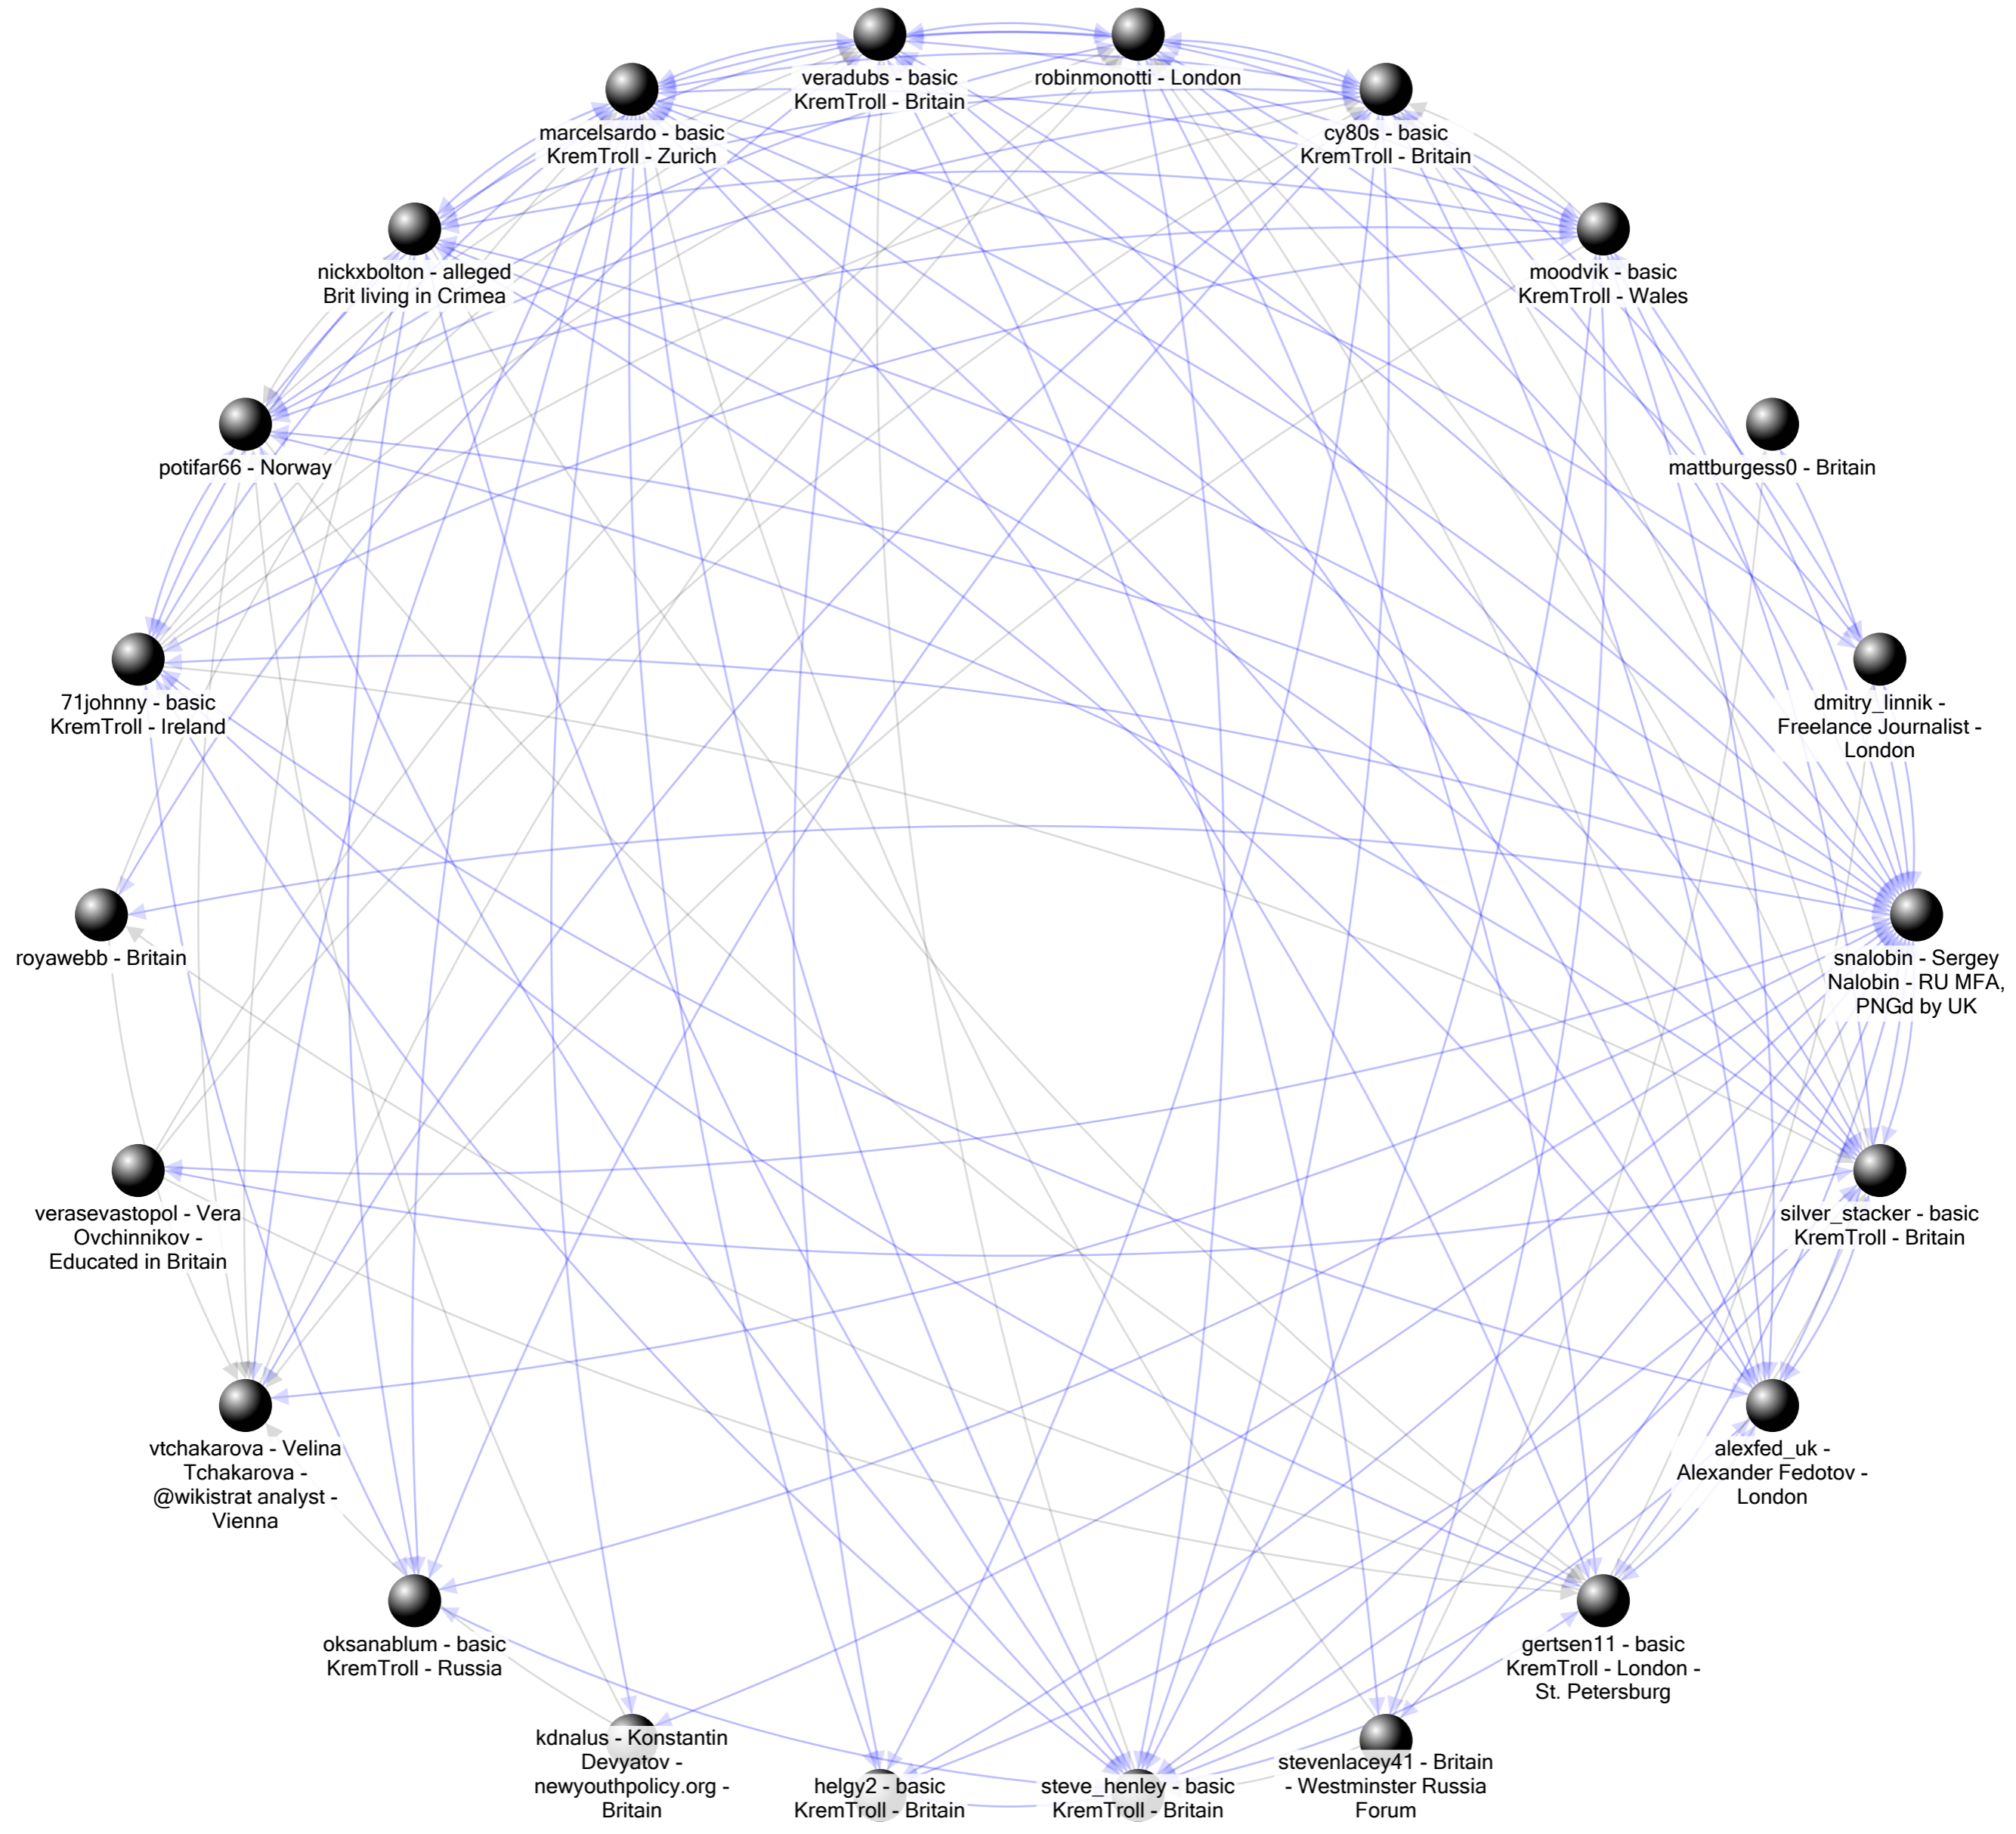 veradubs - basic
KremTroll - Britain
robinmonotti - London
marcelsardo - basic
KremTroll - Zurich
cy80s - basic
KremTroll - Britain
nickxbolton - alleged
Brit living in Crimea
moodvik - basic
KremTroll - Wales
potifar66 - Norway
mattburgess0 - Britain
71johnny - basic
KremTroll - Ireland
dmitry_linnik -
Freelance Journalist -
London
royawebb - Britain
snalobin - Sergey
Nalobin - RU MFA,
PNGd by UK
verasevastopol - Vera
Ovchinnikov -
Educated in Britain
silver_stacker - basic
KremTroll - Britain
vtchakarova - Velina
Tchakarova -
@wikistrat analyst -
Vienna
alexfed_uk -
Alexander Fedotov -
London
oksanablum - basic
KremTroll - Russia
gertsen11 - basic
KremTroll - London -
St. Petersburg
kdnalus - Konstantin
Devyatov -
newyouthpolicy.org -
Britain
helgy2 - basic
KremTroll - Britain
steve_henley - basic
KremTroll - Britain
stevenlacey41 - Britain
- Westminster Russia
Forum